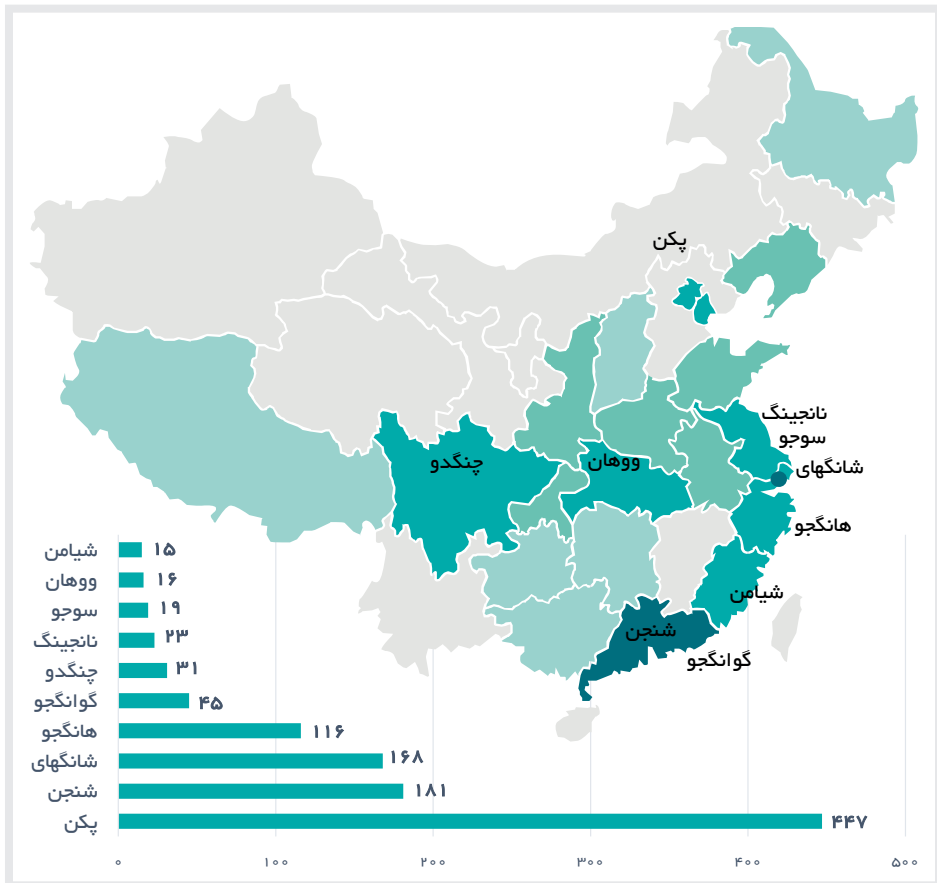 پکن
نانجینگ
سوجو
شانگهای
چنگدو
ووهان
هانگجو
شیامن
شنجن
گوانگجو
شیامن ۱۵
ووهان ۱۶
سوجو ۱۹
نانجینگ ۲۳
چنگدو ۳۱
گوانگجو ۴۵
هانگجو ۱۱۶
شانگهای ۱۶۸
شنجن ۱۸۱
پکن ۴۴۷
۰ ۱۰۰ ۲۰۰ ۳۰۰ ۴۰۰ ۵۰۰